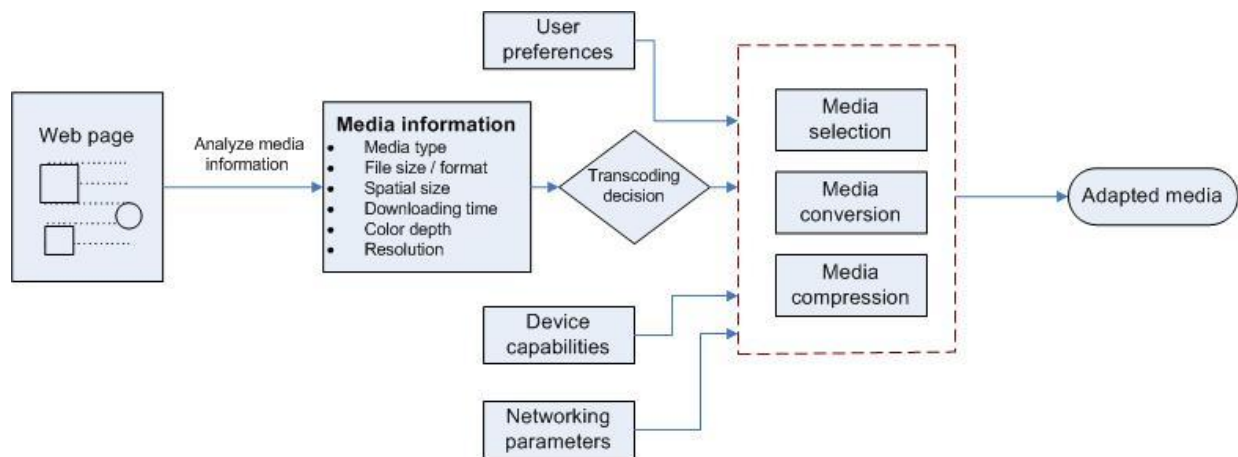 User
preferences
Web page
Analyze media
information
Media information
• Media type
• File size / format
• Spatial size
• Downloading time
• Color depth
• Resolution
Transcoding
decision
Media
selection
Media
conversion
Media
compression
Adapted media
Device
capabilities
Networking
parameters